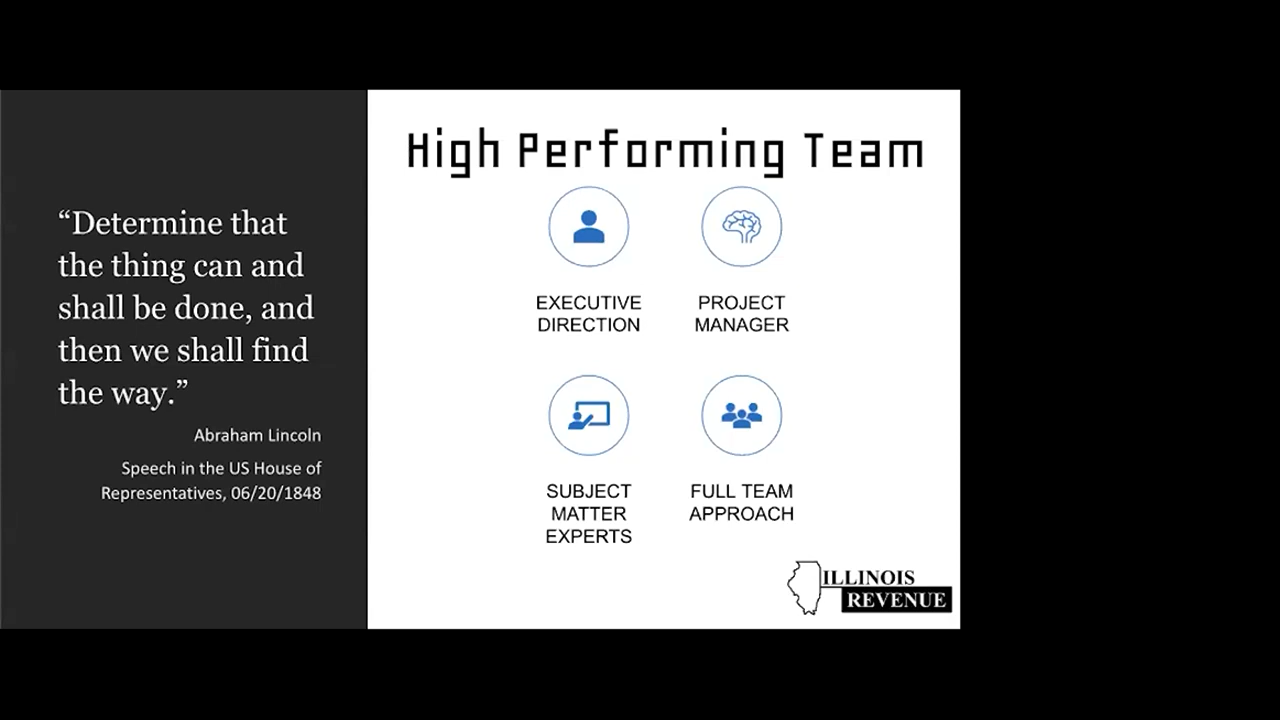 “Determine that
the thing can and
shall be done, and
then we shall find
the way.”
Abraham Lincoln
Speech in the US House of
Representatives, 06/20/1848
High Performing Team
EXECUTIVE
DIRECTION
PROJECT
MANAGER
SUBJECT
MATTER
EXPERTS
FULL TEAM
APPROACH
ILLINOIS
REVENUE